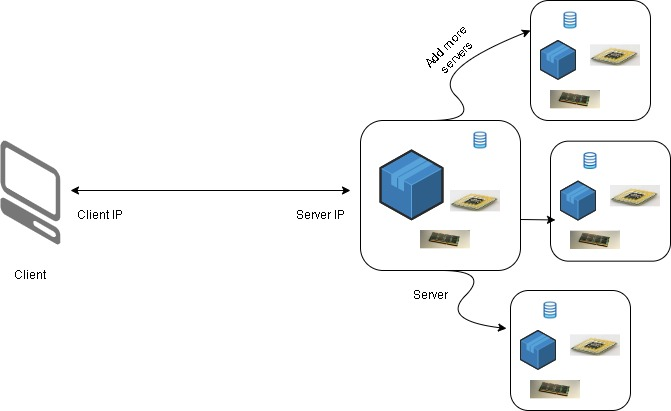 Add more
servers
Client IP
Server IP
Client
Server